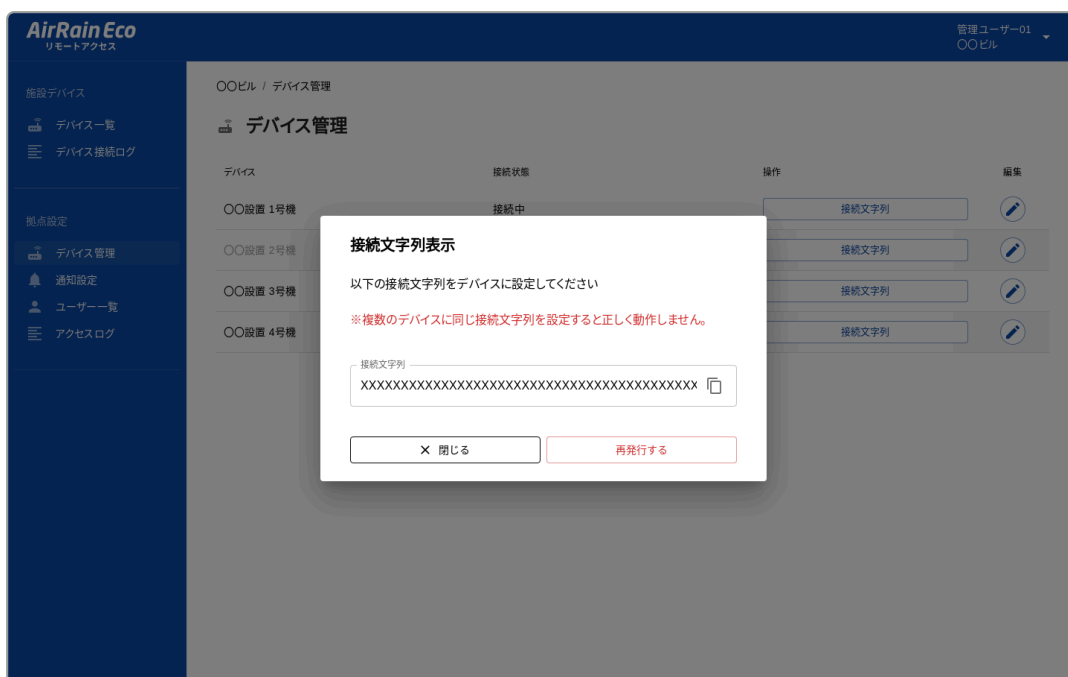 AirRain Eco
リモートアクセス
管理ユーザー01
〇〇ビル
施設デバイス
デバイス一覧
デバイス接続ログ
拠点設定
デバイス管理
通知設定
ユーザー一覧
アクセスログ
〇〇ビル / デバイス管理
デバイス管理
デバイス 接続状態 操作 編集
〇〇設置 1号機 接続中 接続文字列
〇〇設置 2号機 接続文字列
〇〇設置 3号機 接続文字列
〇〇設置 4号機 接続文字列
接続文字列表示
以下の接続文字列をデバイスに設定してください
※複数のデバイスに同じ接続文字列を設定すると正しく動作しません。
接続文字列
XXXXXXXXXXXXXXXXXXXXXXXXXXXXXXXXXXXXXXXXXX
閉じる 再発行する